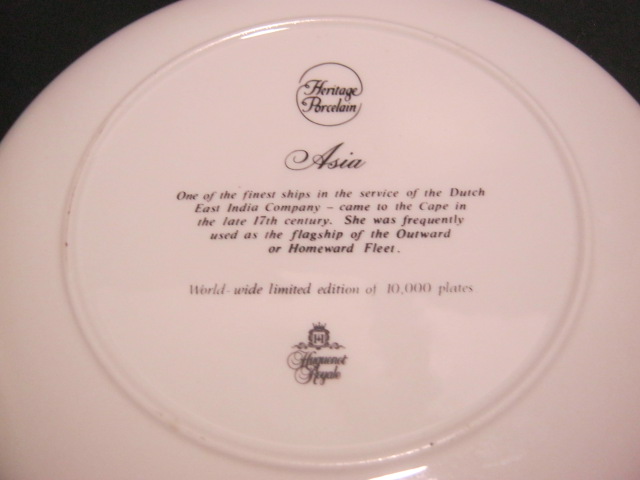 Heritage
Porcelain
Asia
One of the finest ships in the service of the Dutch
East India Company – came to the Cape in
the late 17th century. She was frequently
used as the flagship of the Outward
or Homeward Fleet.
World-wide limited edition of 10,000 plates
Huguenot
Royale